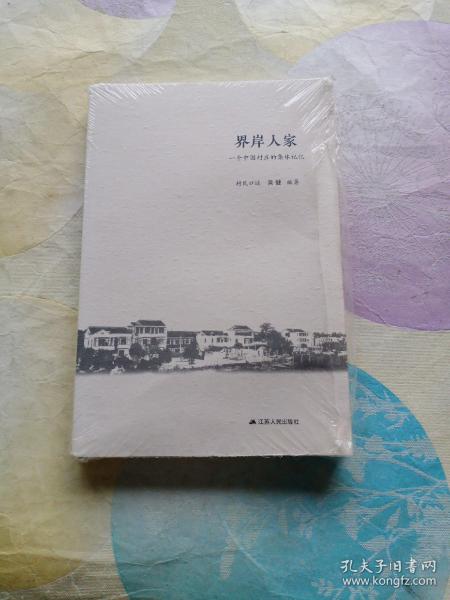 界岸人家
一个中国村庄的集体记忆
村民口述 吴健 编著
江苏人民出版社
孔夫子旧书网
www.kongfz.com